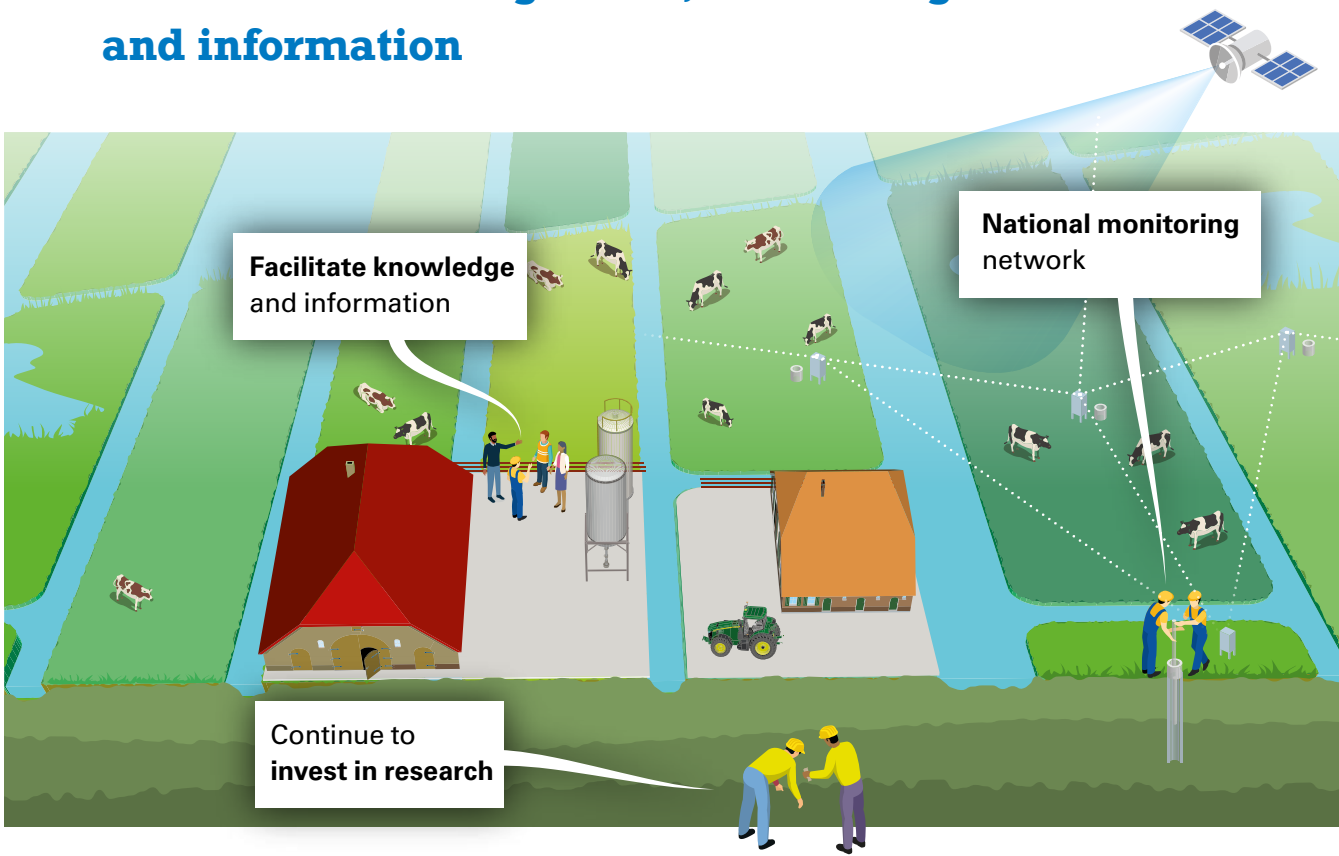 and information
National monitoring
network
Facilitate knowledge
and information
Continue to
invest in research